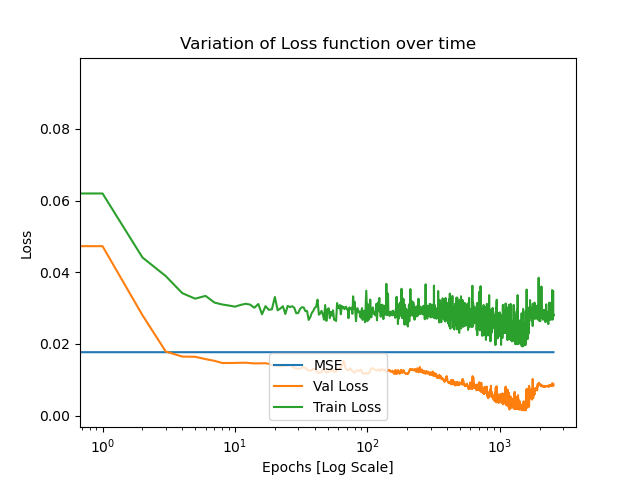 Variation of Loss function over time
Loss
0.08
0.06
0.04
0.02
0.00
MSE
Val Loss
Train Loss
10⁰
10¹
10²
10³
Epochs [Log Scale]